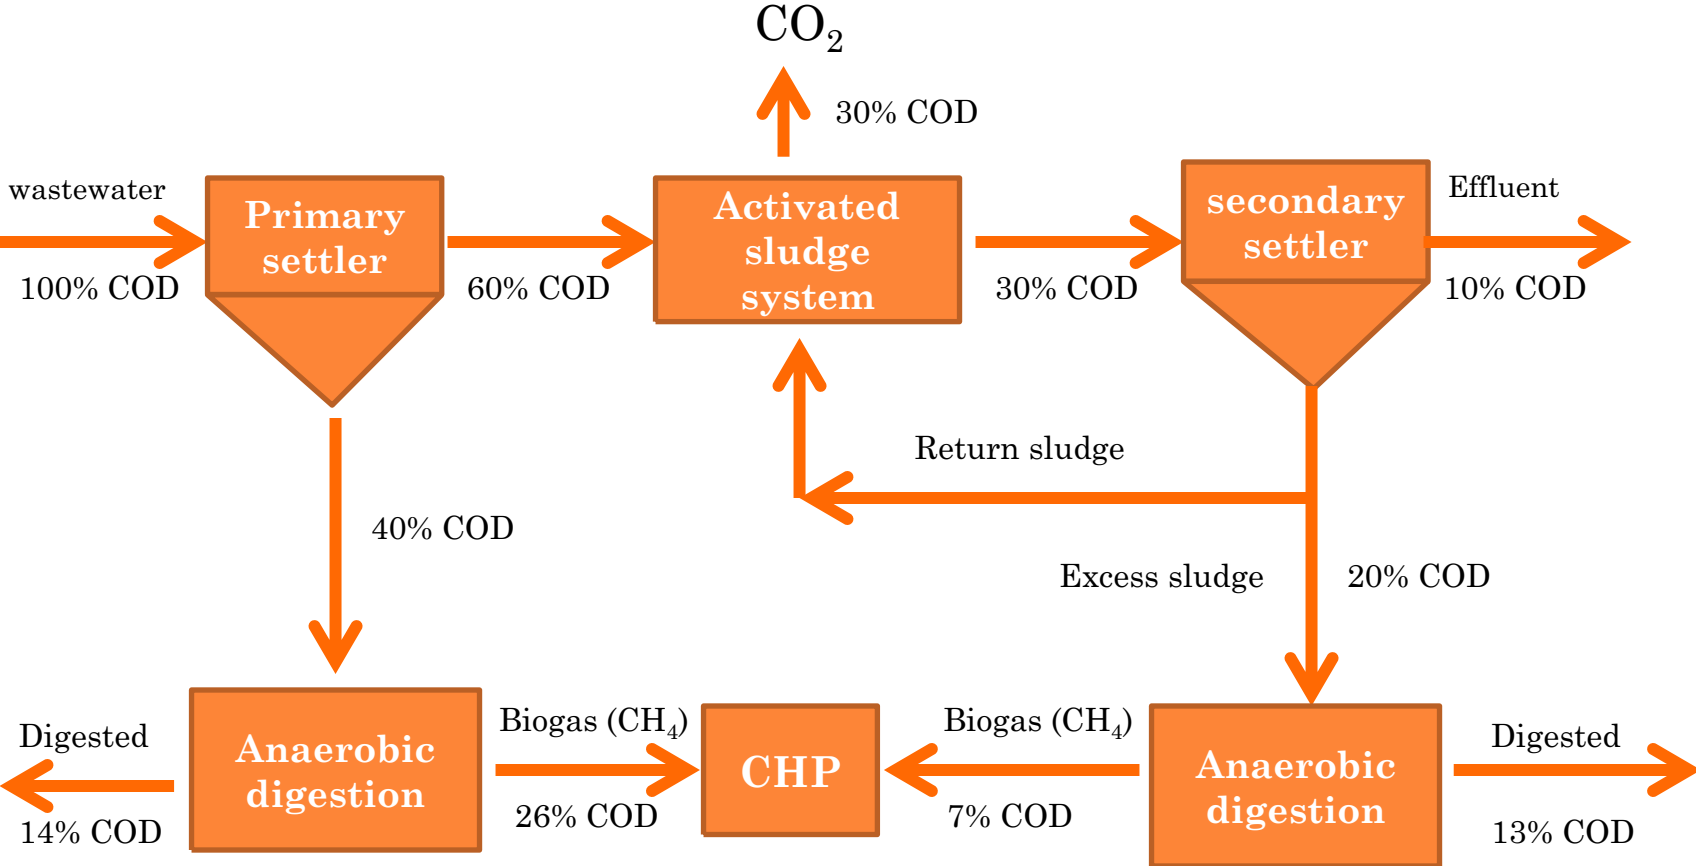 CO₂
30% COD
wastewater
100% COD
Primary
settler
60% COD
Activated
sludge
system
30% COD
secondary
settler
Effluent
10% COD
Return sludge
40% COD
Excess sludge
20% COD
Digested
14% COD
Anaerobic
digestion
Biogas (CH₄)
26% COD
CHP
Biogas (CH₄)
7% COD
Anaerobic
digestion
Digested
13% COD